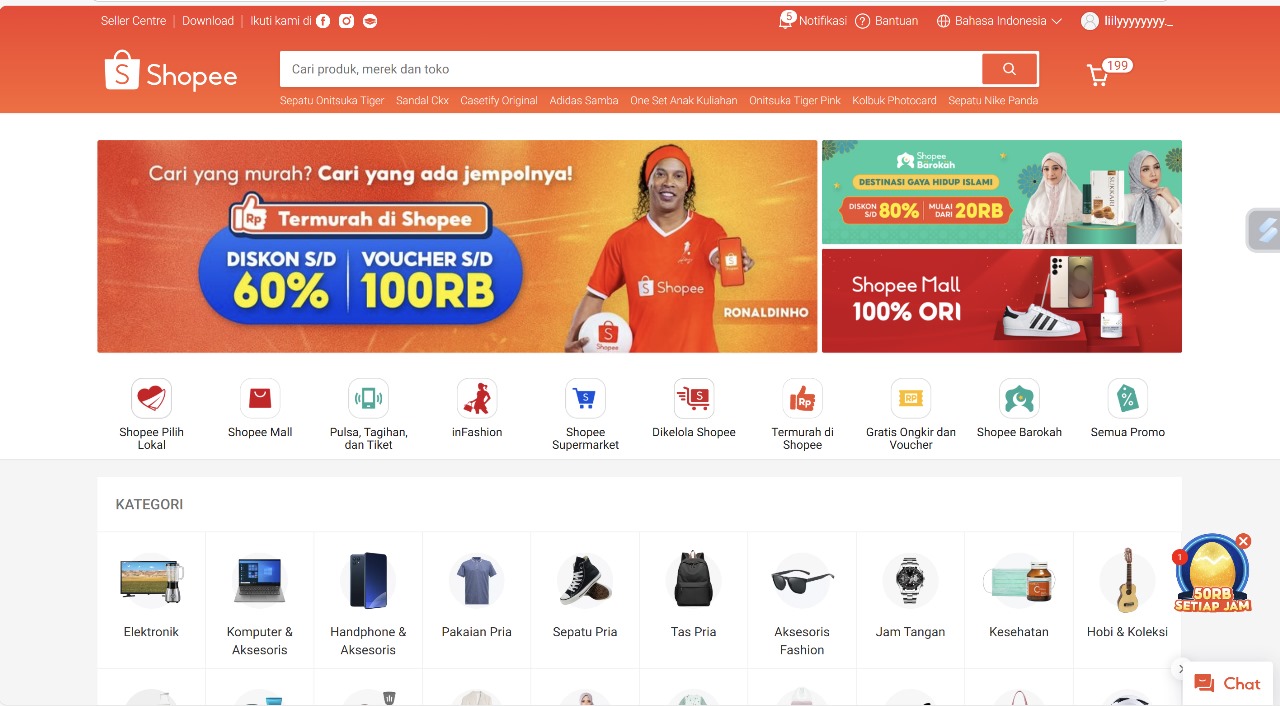 Seller Centre | Download | Ikuti kami di
5
Notifikasi
Bantuan
Bahasa Indonesia
liilyyyyyyyy._
S Shopee
Cari produk, merek dan toko
199
Sepatu Onitsuka Tiger
Sandal Ckx
Casetify Original
Adidas Samba
One Set Anak Kuliahan
Onitsuka Tiger Pink
Kolbuk Photocard
Sepatu Nike Panda
Cari yang murah? Cari yang ada jempolnya!
Rp Termurah di Shopee
DISKON S/D
60%
VOUCHER S/D
100RB
S Shopee
RONALDINHO
S
Shopee
Shopee
Barokah
DESTINASI GAYA HIDUP ISLAMI
DISKON S/D 80%
MULAI DARI 20RB
Shopee Mall
100% ORI
Shopee Pilih
Lokal
Shopee Mall
Pulsa, Tagihan,
dan Tiket
inFashion
S
Shopee
Supermarket
S
Dikelola Shopee
Rp
Termurah di
Shopee
RP
Gratis Ongkir dan
Voucher
Shopee Barokah
%
Semua Promo
KATEGORI
Elektronik
Komputer &
Aksesoris
Handphone &
Aksesoris
Pakaian Pria
Sepatu Pria
Tas Pria
Aksesoris
Fashion
Jam Tangan
Kesehatan
Hobi & Koleksi
1
50RB
SETIAP JAM
Chat